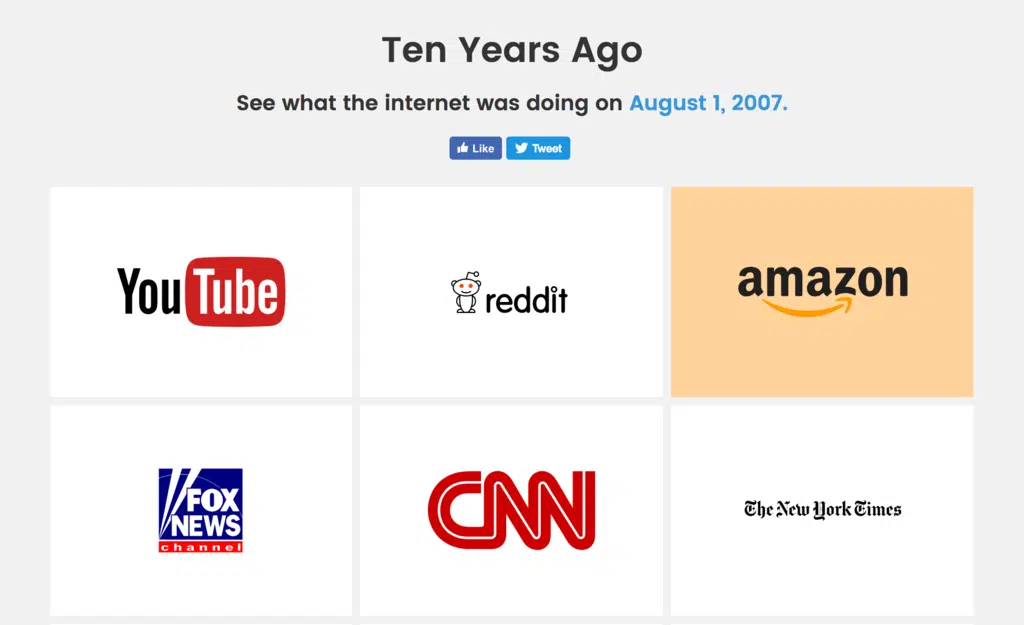 Ten Years Ago
See what the internet was doing on August 1, 2007.
Like Tweet
YouTube
reddit
amazon
FOX
NEWS
channel
CNN
The New York Times